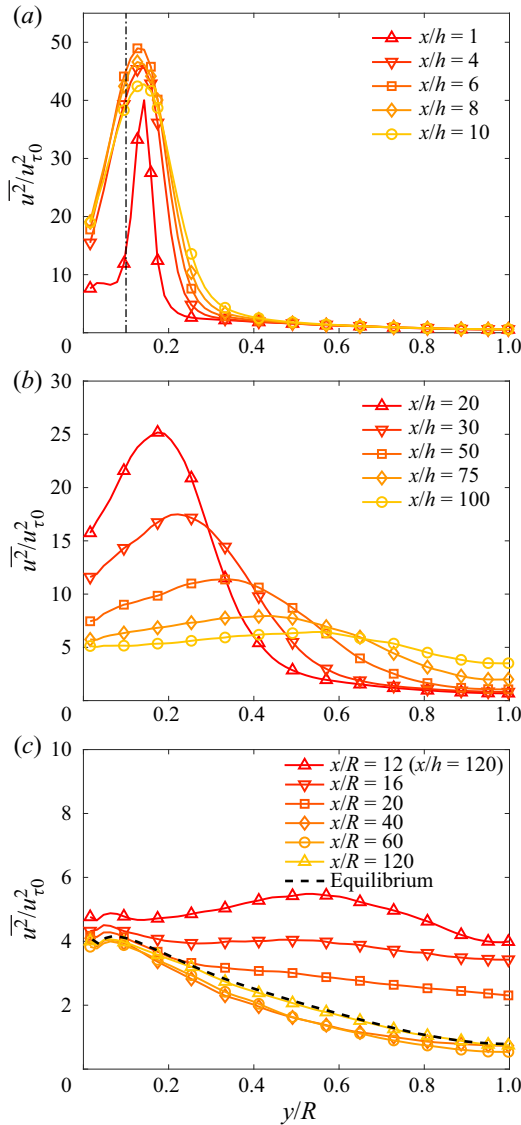 (a)
x/h = 1
x/h = 4
x/h = 6
x/h = 8
x/h = 10
50
40
30
20
10
0
0.2
0.4
0.6
0.8
1.0
u²/u²τ0
(b)
x/h = 20
x/h = 30
x/h = 50
x/h = 75
x/h = 100
30
25
20
15
10
5
0
0.2
0.4
0.6
0.8
1.0
u²/u²τ0
(c)
x/R = 12 (x/h = 120)
x/R = 16
x/R = 20
x/R = 40
x/R = 60
x/R = 120
Equilibrium
10
8
6
4
2
0
0.2
0.4
0.6
0.8
1.0
u²/u²τ0
y/R